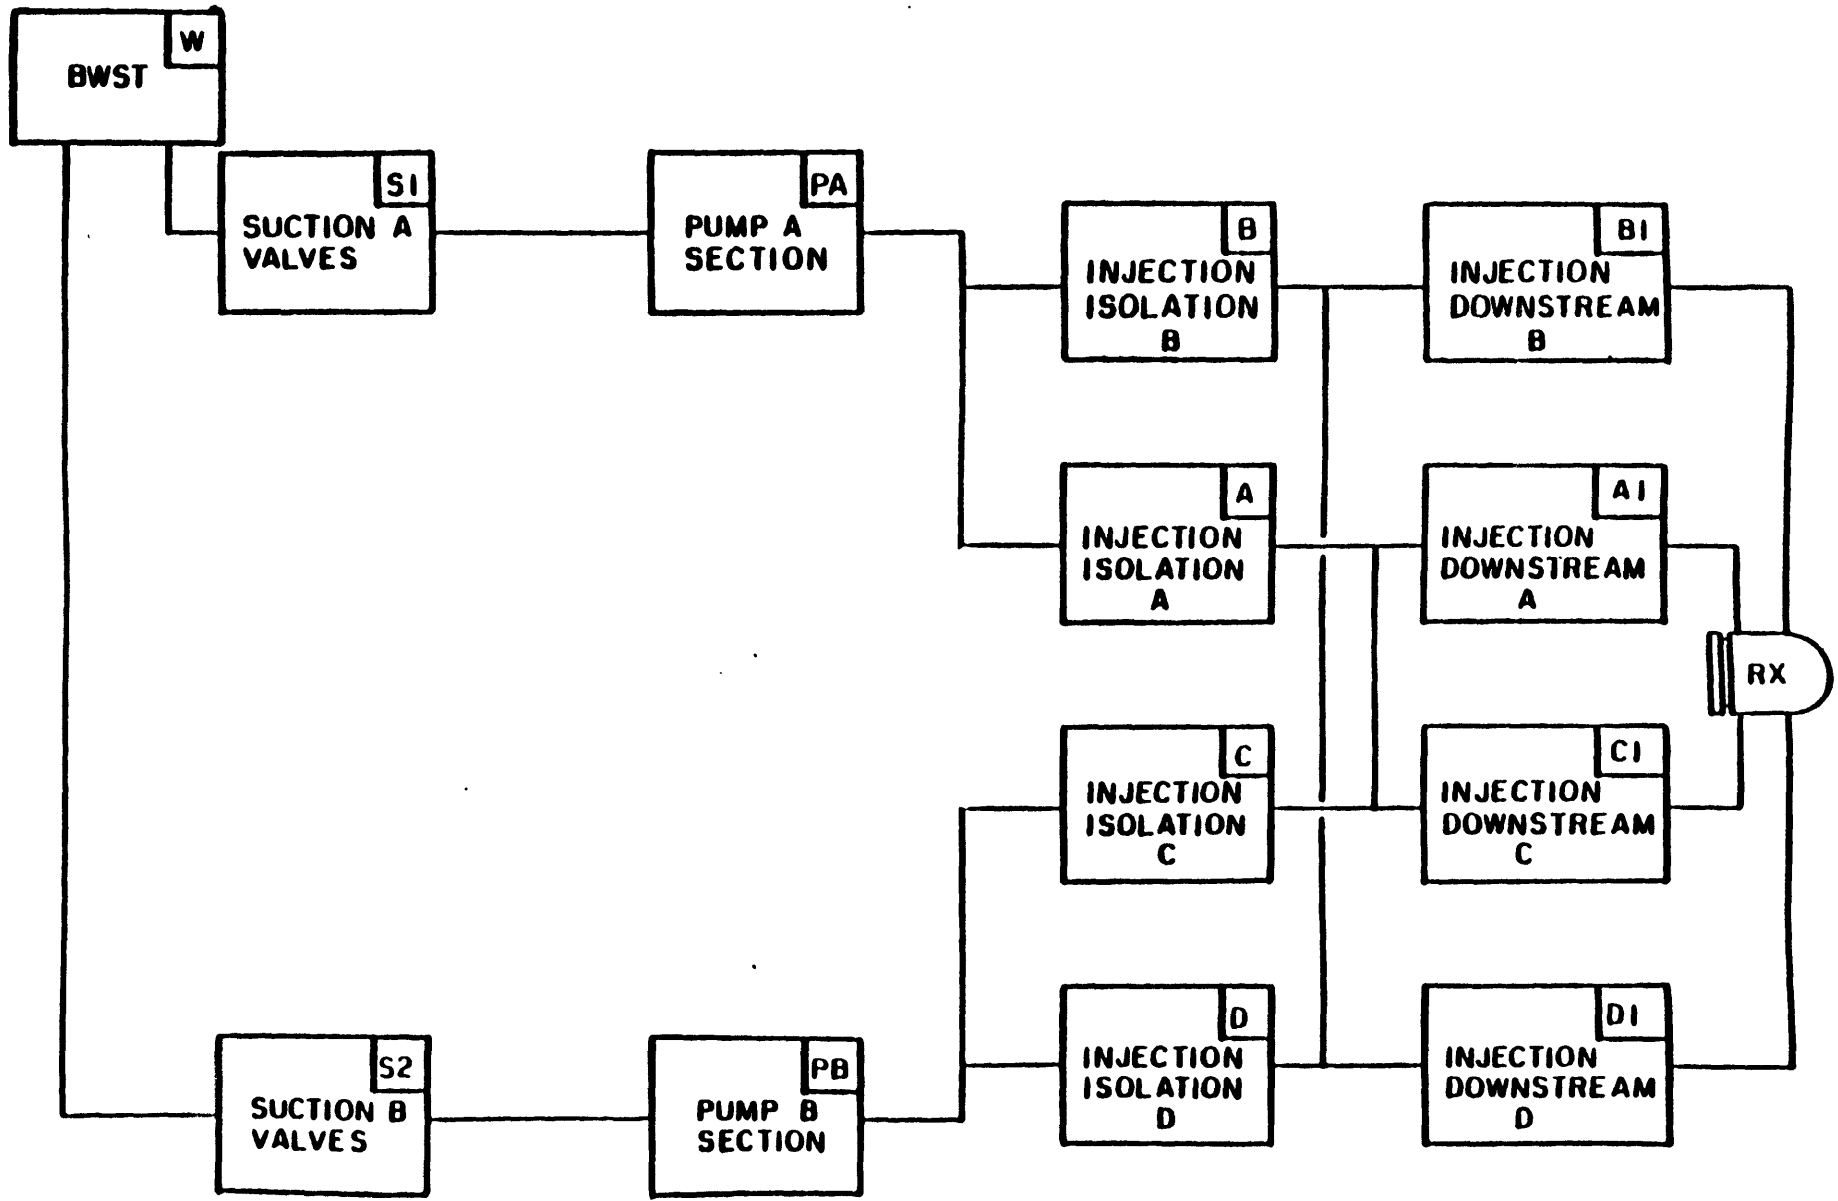 W
BWST
S1
SUCTION A
VALVES
PA
PUMP A
SECTION
B
INJECTION
ISOLATION
B
B1
INJECTION
DOWNSTREAM
B
A
INJECTION
ISOLATION
A
A1
INJECTION
DOWNSTREAM
A
RX
C
INJECTION
ISOLATION
C
C1
INJECTION
DOWNSTREAM
C
S2
SUCTION B
VALVES
PB
PUMP B
SECTION
D
INJECTION
ISOLATION
D
D1
INJECTION
DOWNSTREAM
D